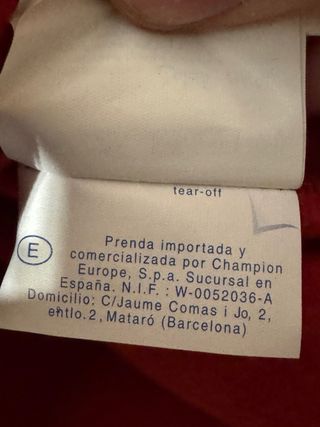 tear-off
E
Prenda importada y
comercializada por Champion
Europe, S.p.a. Sucursal en
España. N.I.F. : W-0052036-A
Domicilio: C/Jaume Comas i Jo, 2,
entlo.2, Mataró (Barcelona)